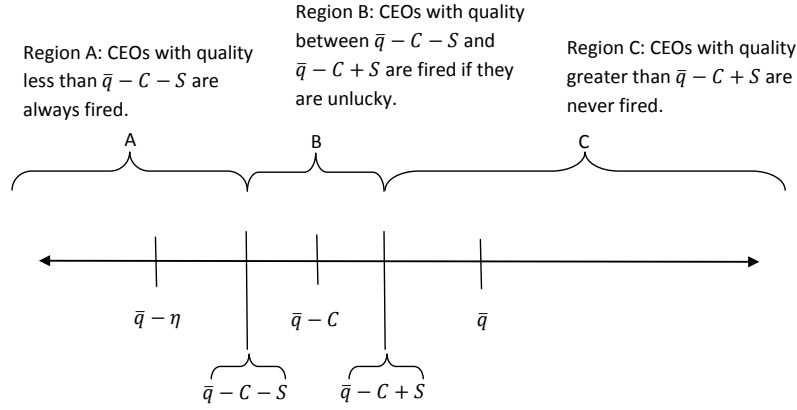 Region A: CEOs with quality
less than q̅ − C − S are
always fired.
Region B: CEOs with quality
between q̅ − C − S and
q̅ − C + S are fired if they
are unlucky.
Region C: CEOs with quality
greater than q̅ − C + S are
never fired.
A
B
C
q̅ − η
q̅ − C
q̅
q̅ − C − S
q̅ − C + S